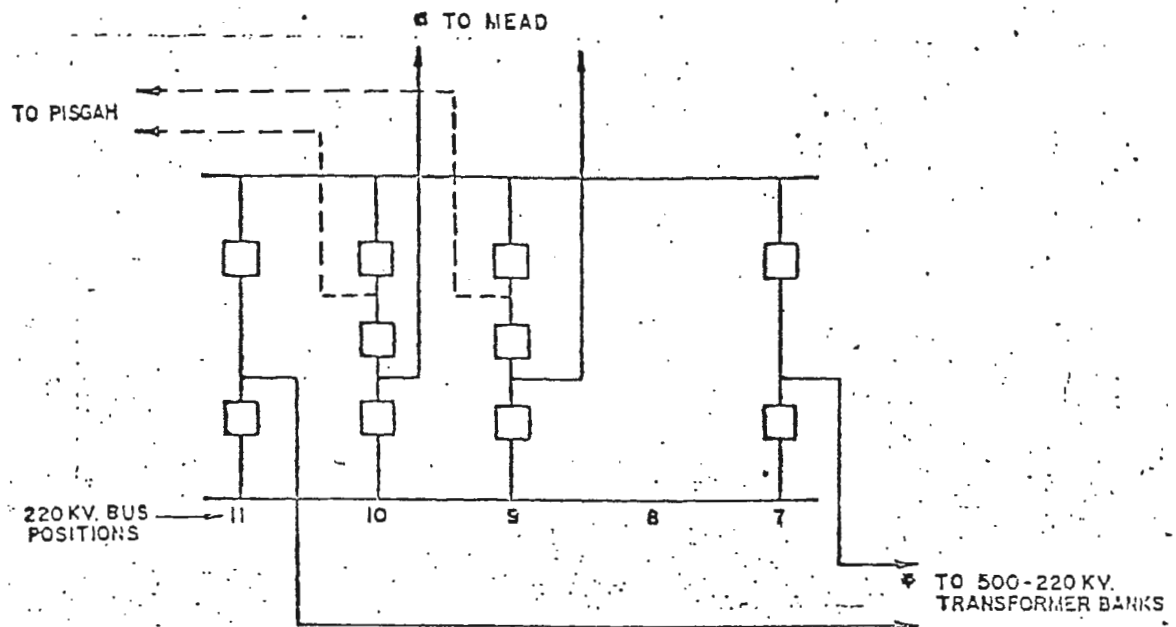 TO MEAD
TO PISGAH
220 KV. BUS
POSITIONS
11 10 9 8 7
TO 500-220 KV.
TRANSFORMER BANKS